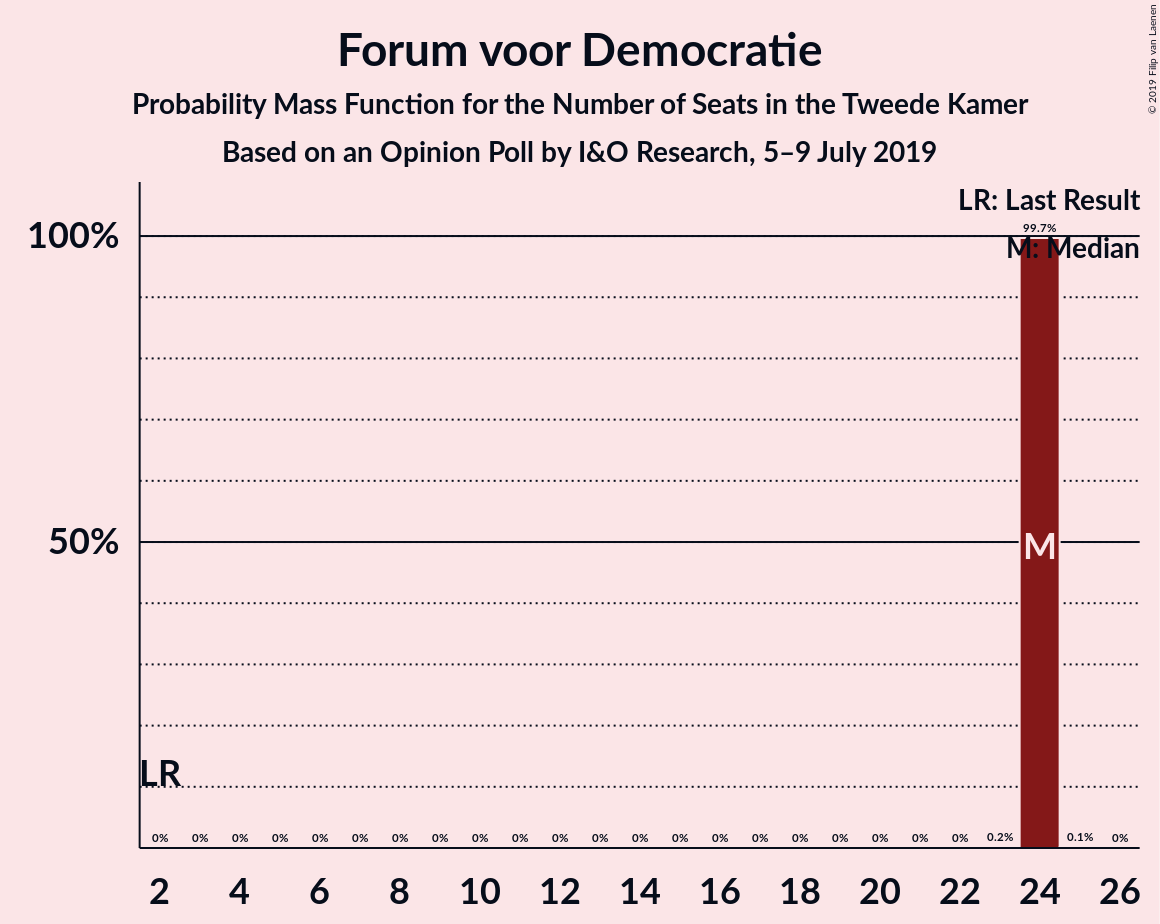 Forum voor Democratie
Probability Mass Function for the Number of Seats in the Tweede Kamer
Based on an Opinion Poll by I&O Research, 5–9 July 2019
© 2019 Filip van Laenen
LR: Last Result
M: Median
100%
50%
99.7%
M
LR
0% 0% 0% 0% 0% 0% 0% 0% 0% 0% 0% 0% 0% 0% 0% 0% 0% 0% 0% 0% 0% 0.2% 0.1% 0%
2 4 6 8 10 12 14 16 18 20 22 24 26